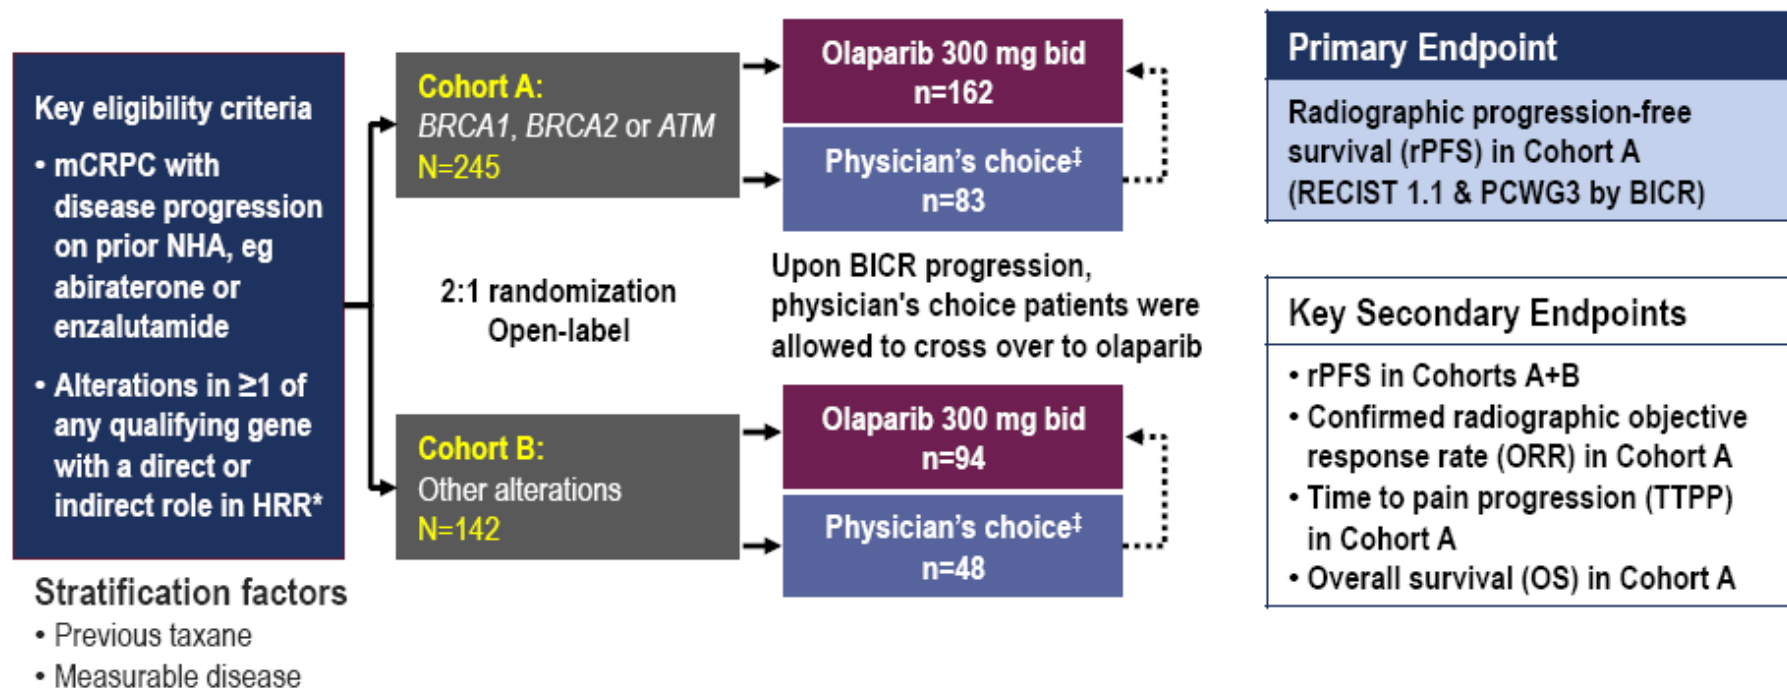 Key eligibility criteria
• mCRPC with
disease progression
on prior NHA, eg
abiraterone or
enzalutamide
• Alterations in ≥1 of
any qualifying gene
with a direct or
indirect role in HRR*
Stratification factors
• Previous taxane
• Measurable disease
Cohort A:
BRCA1, BRCA2 or ATM
N=245
2:1 randomization
Open-label
Cohort B:
Other alterations
N=142
Olaparib 300 mg bid
n=162
Physician's choice‡
n=83
Upon BICR progression,
physician's choice patients were
allowed to cross over to olaparib
Olaparib 300 mg bid
n=94
Physician's choice‡
n=48
Primary Endpoint
Radiographic progression-free
survival (rPFS) in Cohort A
(RECIST 1.1 & PCWG3 by BICR)
Key Secondary Endpoints
• rPFS in Cohorts A+B
• Confirmed radiographic objective
response rate (ORR) in Cohort A
• Time to pain progression (TTPP)
in Cohort A
• Overall survival (OS) in Cohort A